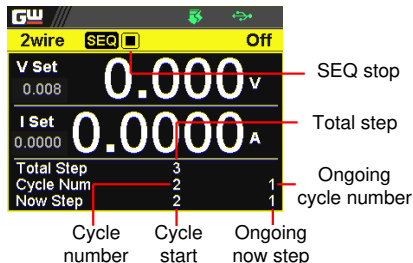 GW
2wire SEQ Off
V Set
0.008
0.000 V
SEQ stop
I Set
0.0000
0.0000 A
Total step
Total Step 3
Cycle Num 2 1
Now Step 2 1
Ongoing
cycle number
Cycle
number
Cycle
start
Ongoing
now step